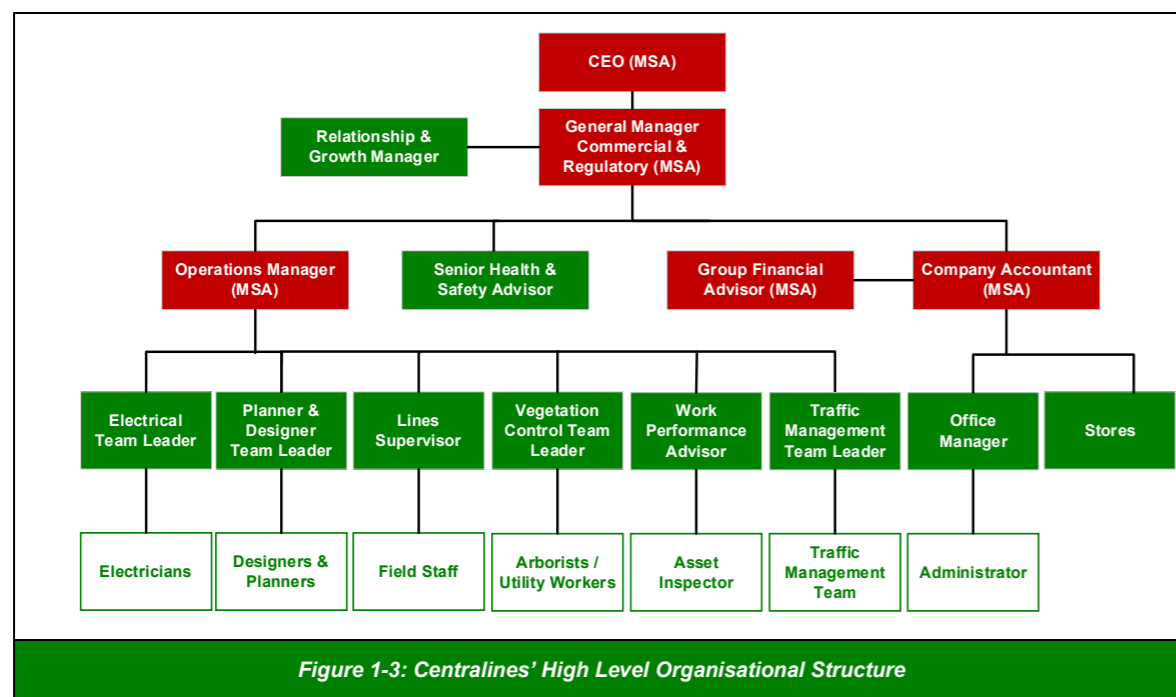 CEO (MSA)
Relationship &
Growth Manager
General Manager
Commercial &
Regulatory (MSA)
Operations Manager
(MSA)
Senior Health &
Safety Advisor
Group Financial
Advisor (MSA)
Company Accountant
(MSA)
Electrical
Team Leader
Planner &
Designer
Team Leader
Lines
Supervisor
Vegetation
Control Team
Leader
Work
Performance
Advisor
Traffic
Management
Team Leader
Office
Manager
Stores
Electricians
Designers &
Planners
Field Staff
Arborists /
Utility Workers
Asset
Inspector
Traffic
Management
Team
Administrator
Figure 1-3: Centralines’ High Level Organisational Structure